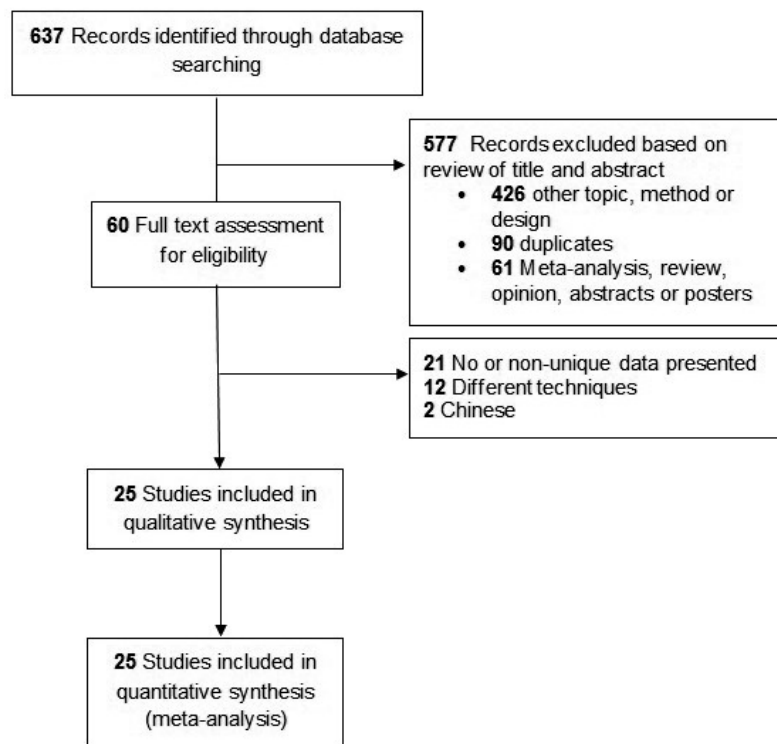 637 Records identified through database
searching
577 Records excluded based on
review of title and abstract
• 426 other topic, method or
design
• 90 duplicates
• 61 Meta-analysis, review,
opinion, abstracts or posters
60 Full text assessment
for eligibility
21 No or non-unique data presented
12 Different techniques
2 Chinese
25 Studies included in
qualitative synthesis
25 Studies included in
quantitative synthesis
(meta-analysis)